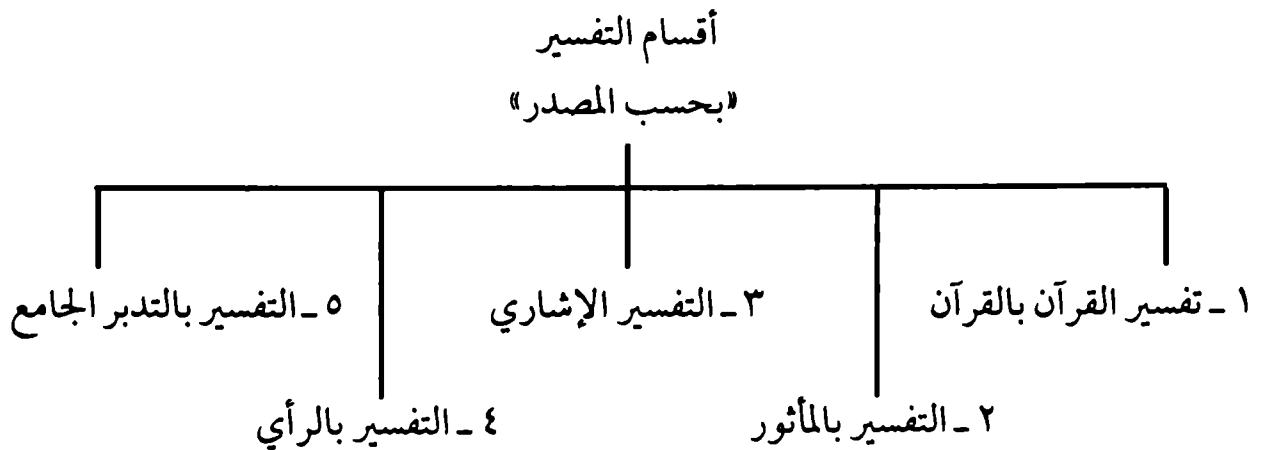 أقسام التفسير
«بحسب المصدر»
١ ـ تفسير القرآن بالقرآن
٢ ـ التفسير بالمأثور
٣ ـ التفسير الإشاري
٤ ـ التفسير بالرأي
٥ ـ التفسير بالتدبر الجامع